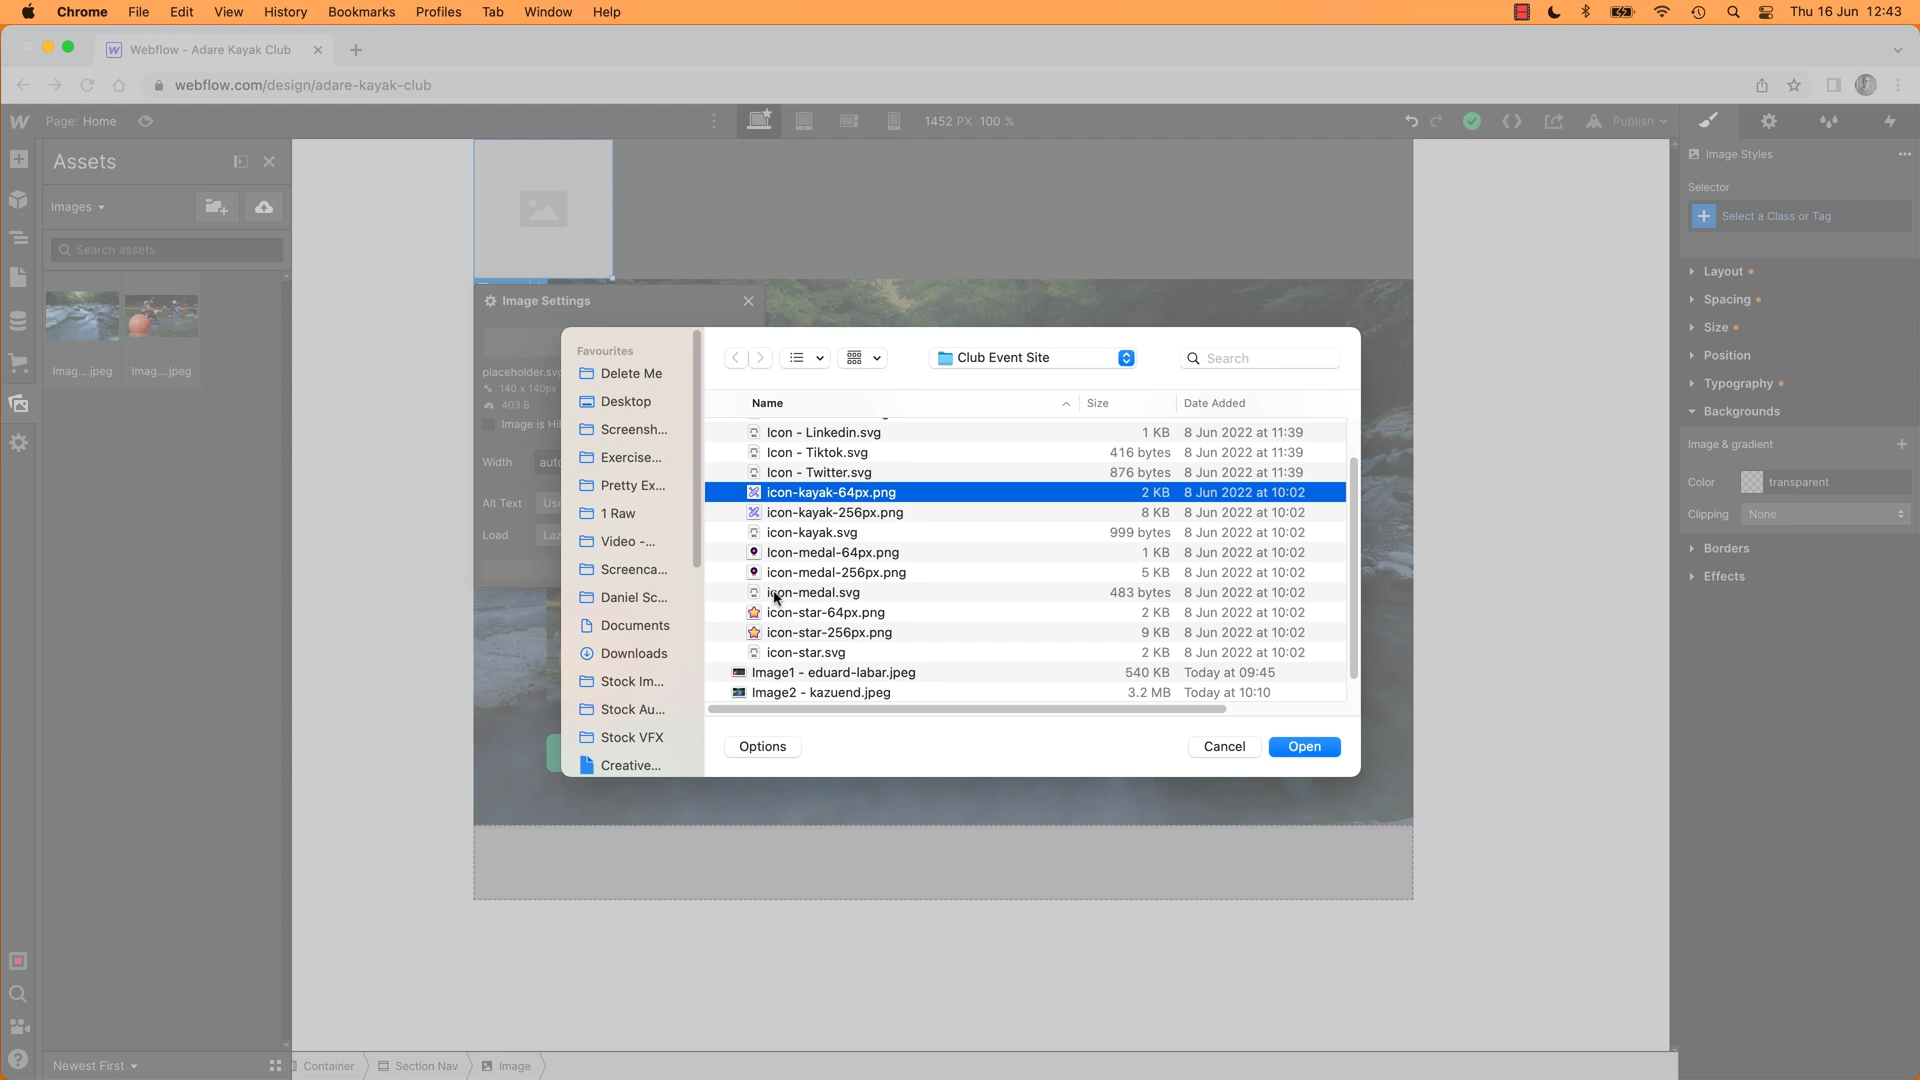 Chrome File Edit View History Bookmarks Profiles Tab Window Help Thu 16 Jun 12:43
Webflow - Adare Kayak Club
webflow.com/design/adare-kayak-club
Page: Home 1452 PX 100 % Publish
Assets
Images
Search assets
Imag....jpeg Imag....jpeg
Newest First
Container Section Nav Image
Image Settings
placeholder.svg
140 x 140px
403 B
Image is Hi
Width auto
Alt Text Use
Load Laz
Favourites
Delete Me
Desktop
Screensh...
Exercise...
Pretty Ex...
1 Raw
Video -...
Screenca...
Daniel Sc...
Documents
Downloads
Stock Im...
Stock Au...
Stock VFX
Creative...
Club Event Site
Search
Name Size Date Added
Icon - Linkedin.svg 1 KB 8 Jun 2022 at 11:39
Icon - Tiktok.svg 416 bytes 8 Jun 2022 at 11:39
Icon - Twitter.svg 876 bytes 8 Jun 2022 at 11:39
icon-kayak-64px.png 2 KB 8 Jun 2022 at 10:02
icon-kayak-256px.png 8 KB 8 Jun 2022 at 10:02
icon-kayak.svg 999 bytes 8 Jun 2022 at 10:02
Icon-medal-64px.png 1 KB 8 Jun 2022 at 10:02
icon-medal-256px.png 5 KB 8 Jun 2022 at 10:02
icon-medal.svg 483 bytes 8 Jun 2022 at 10:02
icon-star-64px.png 2 KB 8 Jun 2022 at 10:02
icon-star-256px.png 9 KB 8 Jun 2022 at 10:02
icon-star.svg 2 KB 8 Jun 2022 at 10:02
Image1 - eduard-labar.jpeg 540 KB Today at 09:45
Image2 - kazuend.jpeg 3.2 MB Today at 10:10
Options Cancel Open
Image Styles
Selector
Select a Class or Tag
Layout
Spacing
Size
Position
Typography
Backgrounds
Image & gradient
Color transparent
Clipping None
Borders
Effects